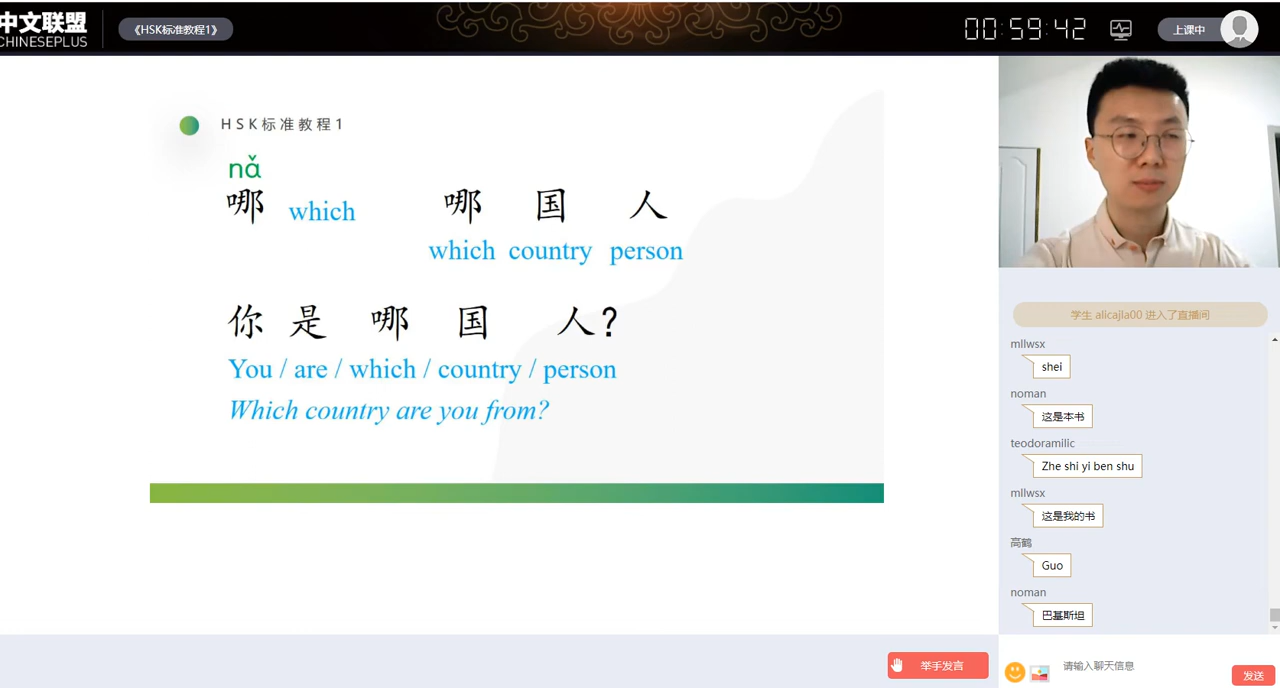 中文联盟
CHINESEPLUS
《HSK标准教程1》
00:59:42
上课中
HSK标准教程1
nǎ
哪 which 哪 国 人
which country person
你 是 哪 国 人?
You / are / which / country / person
Which country are you from?
学生 alicajla00 进入了直播间
mllwsx
shei
noman
这是本书
teodoramilic
Zhe shi yi ben shu
mllwsx
这是我的书
高鹤
Guo
noman
巴基斯坦
举手发言
请输入聊天信息
发送